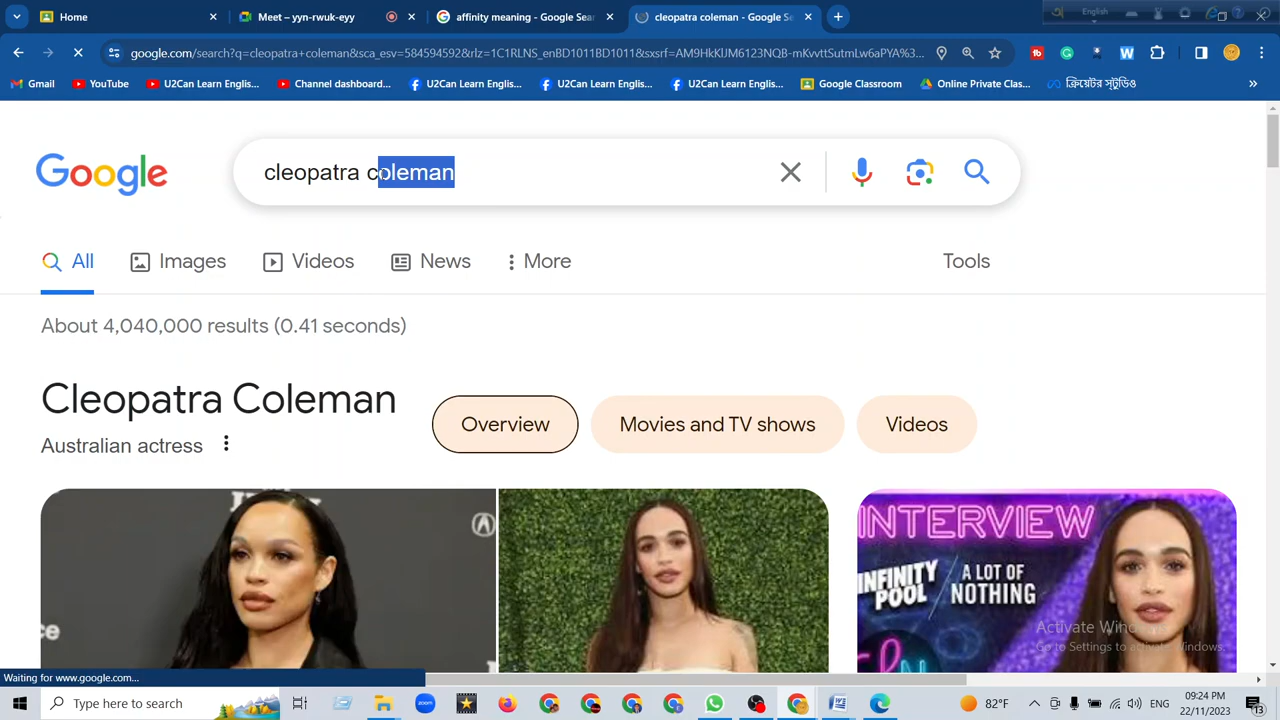 Home
Meet – yyn-rwuk-eyy
affinity meaning - Google Sea
cleopatra coleman - Google Se
English
google.com/search?q=cleopatra+coleman&sca_esv=584594592&rlz=1C1RLNS_enBD1011BD1011&sxsrf=AM9HkKlJM6123NQB-mKvvttSutmLw6aPYA%3...
Gmail
YouTube
U2Can Learn Englis...
Channel dashboard...
U2Can Learn Englis...
U2Can Learn Englis...
U2Can Learn Englis...
Google Classroom
Online Private Clas...
ক্রিয়েটর স্টুডিও
Google
cleopatra coleman
All
Images
Videos
News
More
Tools
About 4,040,000 results (0.41 seconds)
Cleopatra Coleman
Australian actress
Overview
Movies and TV shows
Videos
INTERVIEW
INFINITY POOL / A LOT OF NOTHING
Activate Windows
Go to Settings to activate Windows.
Waiting for www.google.com...
Type here to search
zoom
82°F
ENG
09:24 PM
22/11/2023
13